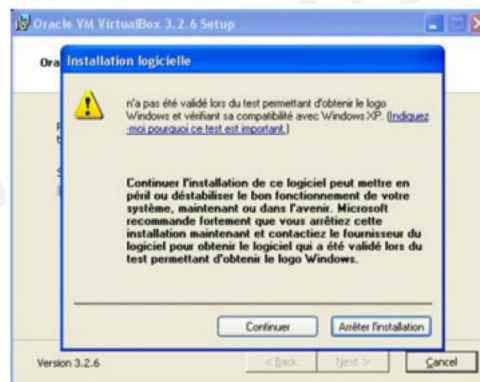 Oracle VM VirtualBox 3.2.6 Setup
Ora
Installation logicielle
n'a pas été validé lors du test permettant d'obtenir le logo
Windows et vérifiant sa compatibilité avec Windows XP. (Indiquez
-moi pourquoi ce test est important.)
Continuer l'installation de ce logiciel peut mettre en
péril ou déstabiliser le bon fonctionnement de votre
système, maintenant ou dans l'avenir. Microsoft
recommande fortement que vous arrêtiez cette
installation maintenant et contactiez le fournisseur du
logiciel pour obtenir le logiciel qui a été validé lors du
test permettant d'obtenir le logo Windows.
Continuer
Arrêter l'installation
Version 3.2.6
< Back
Next >
Cancel